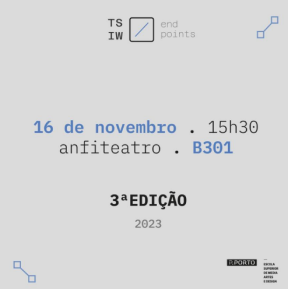 TS
IW
end
points
16 de novembro . 15h30
anfiteatro . B301
3ªEDIÇÃO
2023
P.PORTO
ESCOLA
SUPERIOR
DE MEDIA
ARTES
E DESIGN